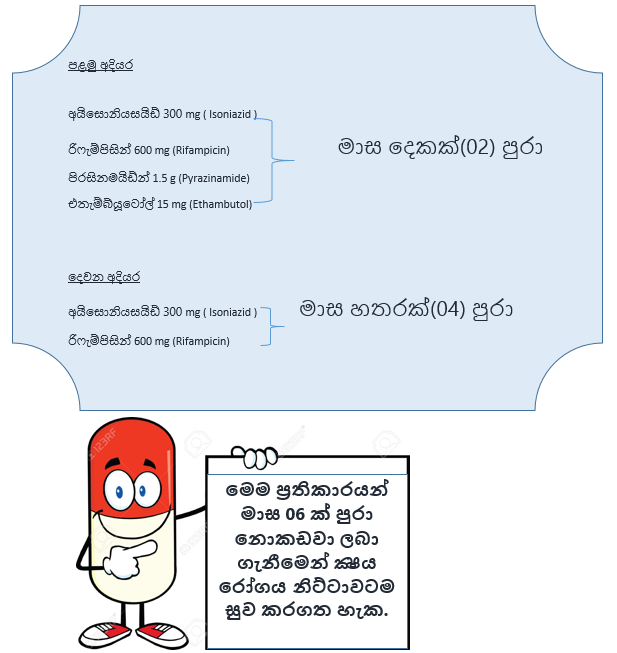 පළමු අදියර
අයිසොනියසයිඩ් 300 mg ( Isoniazid )
රිෆැම්පිසින් 600 mg (Rifampicin)
පිරසිනමයිඩින් 1.5 g (Pyrazinamide)
එතැම්බියුටෝල් 15 mg (Ethambutol)
මාස දෙකක්(02) පුරා
දෙවන අදියර
අයිසොනියසයිඩ් 300 mg ( Isoniazid )
රිෆැම්පිසින් 600 mg (Rifampicin)
මාස හතරක්(04) පුරා
මෙම ප්‍රතිකාරයන්
මාස 06 ක් පුරා
නොකඩවා ලබා
ගැනීමෙන් ක්‍ෂය
රෝගය නිට්ටාවටම
සුව කරගත හැක.
123RF